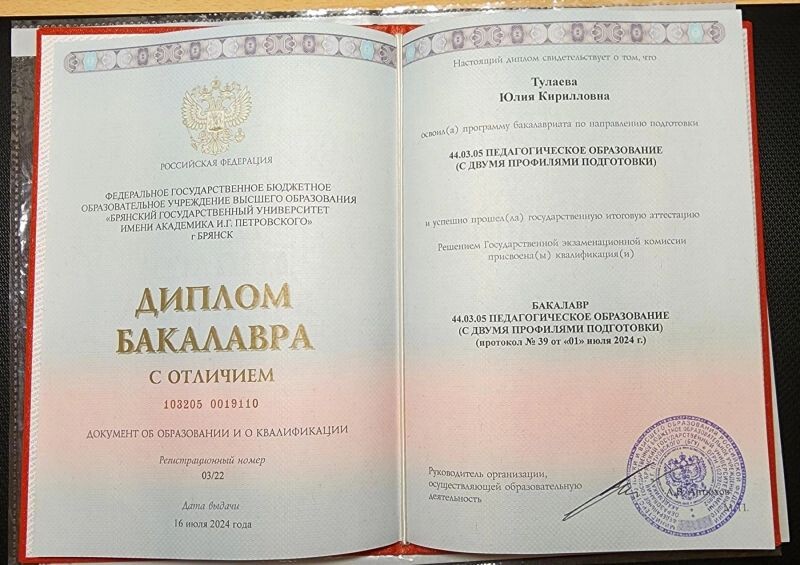 РОССИЙСКАЯ ФЕДЕРАЦИЯ
ФЕДЕРАЛЬНОЕ ГОСУДАРСТВЕННОЕ БЮДЖЕТНОЕ
ОБРАЗОВАТЕЛЬНОЕ УЧРЕЖДЕНИЕ ВЫСШЕГО ОБРАЗОВАНИЯ
«БРЯНСКИЙ ГОСУДАРСТВЕННЫЙ УНИВЕРСИТЕТ
ИМЕНИ АКАДЕМИКА И.Г. ПЕТРОВСКОГО»
г БРЯНСК
ДИПЛОМ
БАКАЛАВРА
С ОТЛИЧИЕМ
103205 0019110
ДОКУМЕНТ ОБ ОБРАЗОВАНИИ И О КВАЛИФИКАЦИИ
Регистрационный номер
03/22
Дата выдачи
16 июля 2024 года
Настоящий диплом свидетельствует о том, что
Тулаева
Юлия Кирилловна
освоил(а) программу бакалавриата по направлению подготовки
44.03.05 ПЕДАГОГИЧЕСКОЕ ОБРАЗОВАНИЕ
(С ДВУМЯ ПРОФИЛЯМИ ПОДГОТОВКИ)
и успешно прошел(ла) государственную итоговую аттестацию
Решением Государственной экзаменационной комиссии
присвоена(ы) квалификация(и)
БАКАЛАВР
44.03.05 ПЕДАГОГИЧЕСКОЕ ОБРАЗОВАНИЕ
(С ДВУМЯ ПРОФИЛЯМИ ПОДГОТОВКИ)
(протокол № 39 от «01» июля 2024 г.)
Руководитель организации,
осуществляющей образовательную
деятельность
М.П.